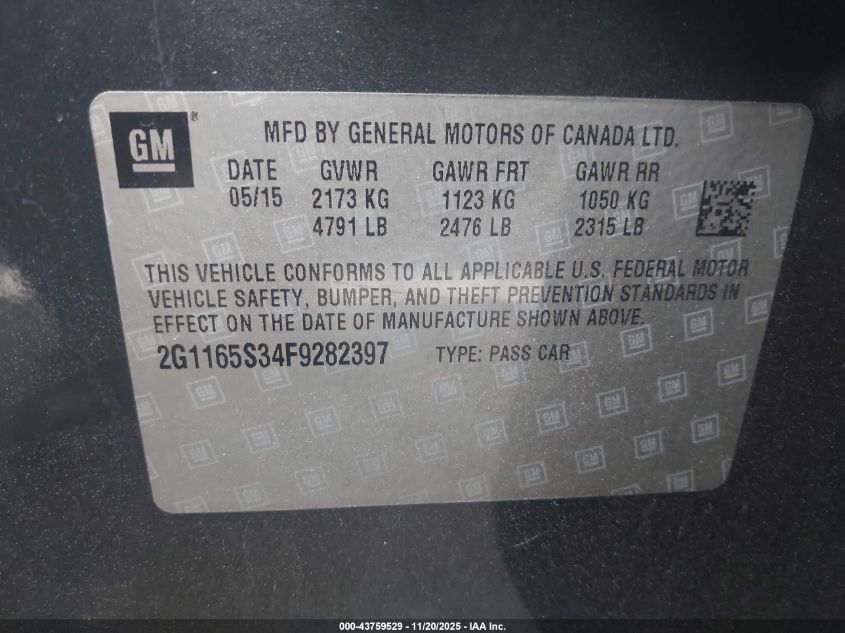 GM ®
MFD BY GENERAL MOTORS OF CANADA LTD.
DATE GVWR GAWR FRT GAWR RR
05/15 2173 KG 1123 KG 1050 KG
4791 LB 2476 LB 2315 LB
THIS VEHICLE CONFORMS TO ALL APPLICABLE U.S. FEDERAL MOTOR
VEHICLE SAFETY, BUMPER, AND THEFT PREVENTION STANDARDS IN
EFFECT ON THE DATE OF MANUFACTURE SHOWN ABOVE.
2G1165S34F9282397 TYPE: PASS CAR
000-43759529 - 11/20/2025 - IAA Inc.